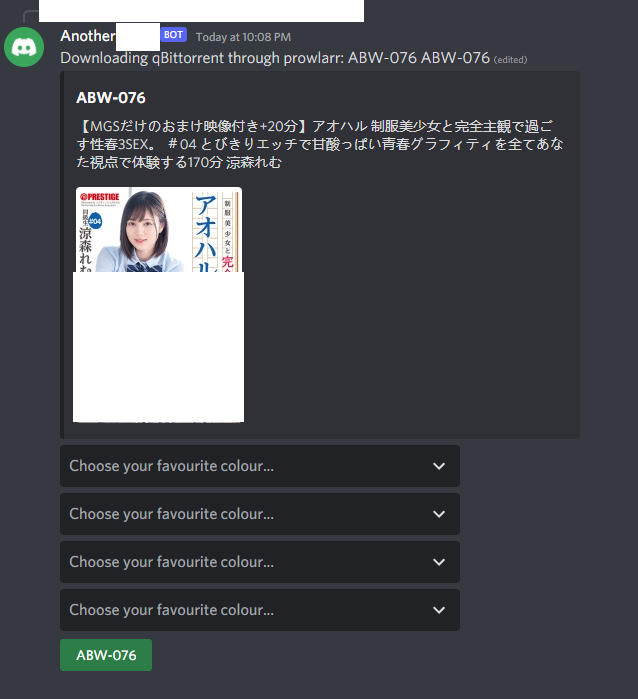 Another BOT Today at 10:08 PM
Downloading qBittorrent through prowlarr: ABW-076 ABW-076 (edited)
ABW-076
【MGSだけのおまけ映像付き+20分】アオハル 制服美少女と完全主観で過ご
す性春3SEX。 ＃04 とびきりエッチで甘酸っぱい青春グラフィティを全てあな
た視点で体験する170分 涼森れむ
PRESTIGE
#04
涼森れむ
アオハル
制服美少女と完全
Choose your favourite colour...
Choose your favourite colour...
Choose your favourite colour...
Choose your favourite colour...
ABW-076